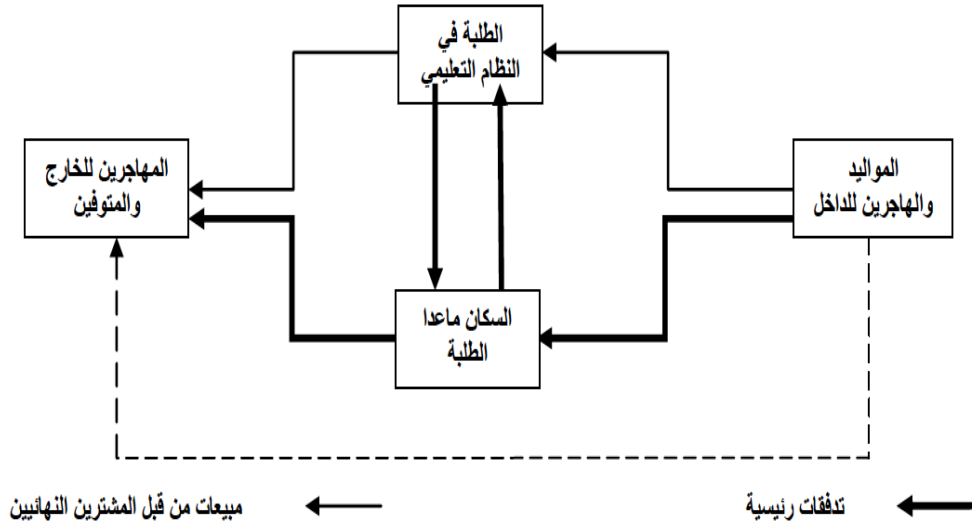 الطلبة في
النظام التعليمي
المواليد
والهاجرين للداخل
المهاجرين للخارج
والمتوفين
السكان ماعدا
الطلبة
تدفقات رئيسية
مبيعات من قبل المشترين النهائيين